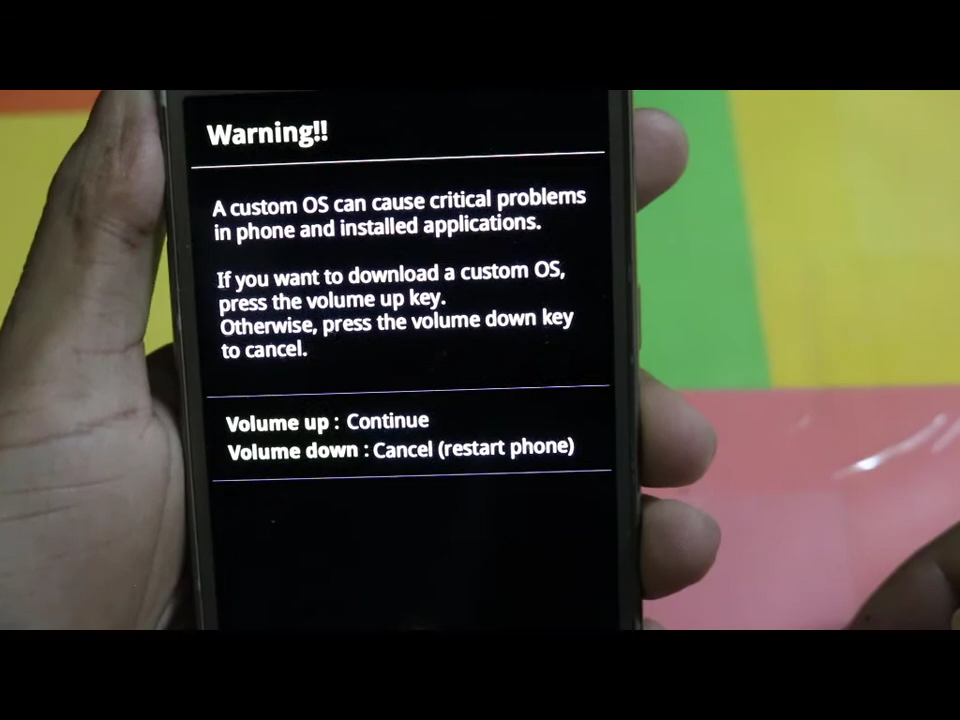 Warning!!
A custom OS can cause critical problems
in phone and installed applications.
If you want to download a custom OS,
press the volume up key.
Otherwise, press the volume down key
to cancel.
Volume up : Continue
Volume down : Cancel (restart phone)